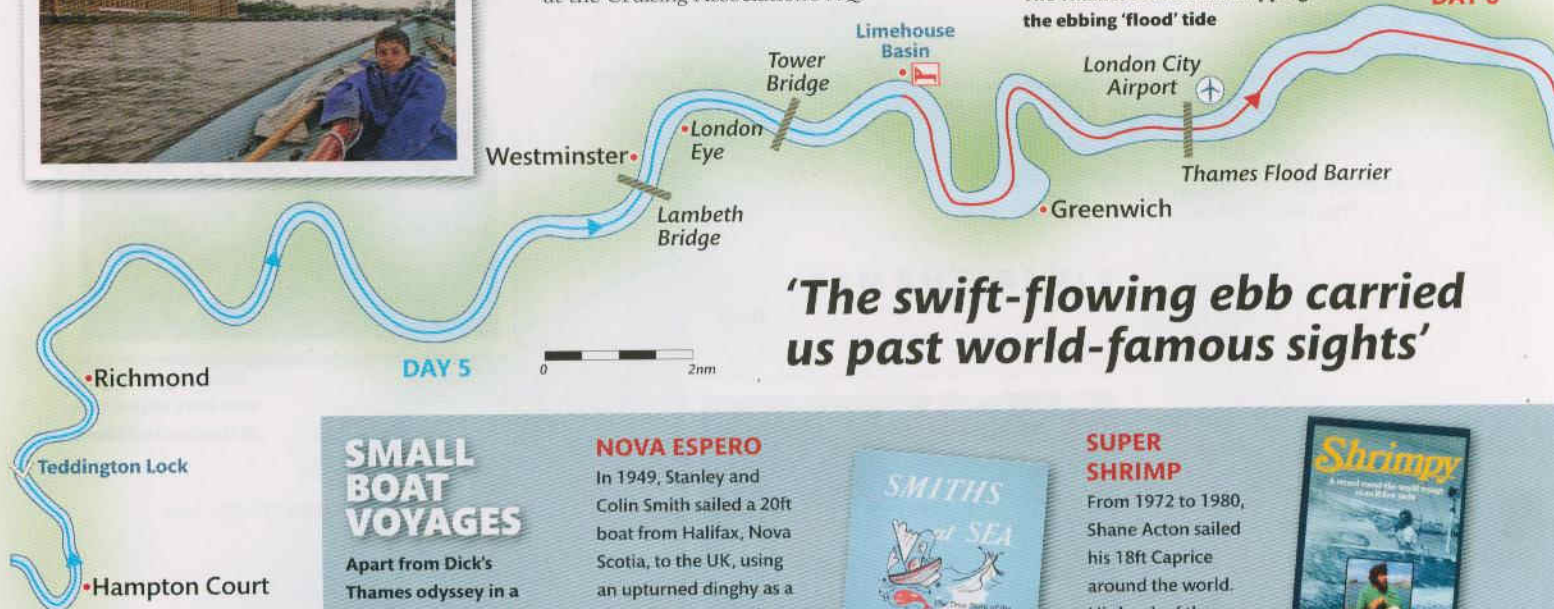 the ebbing 'flood' tide
Limehouse
Basin
Tower
Bridge
London City
Airport
London
Eye
Westminster
Thames Flood Barrier
Lambeth
Bridge
Greenwich
'The swift-flowing ebb carried
us past world-famous sights'
Richmond
DAY 5
0
2nm
Teddington Lock
Hampton Court
SMALL
BOAT
VOYAGES
Apart from Dick's
Thames odyssey in a
NOVA ESPERO
In 1949, Stanley and
Colin Smith sailed a 20ft
boat from Halifax, Nova
Scotia, to the UK, using
an upturned dinghy as a
SMITHS
at SEA
SUPER
SHRIMP
From 1972 to 1980,
Shane Acton sailed
his 18ft Caprice
around the world.
Shrimpy